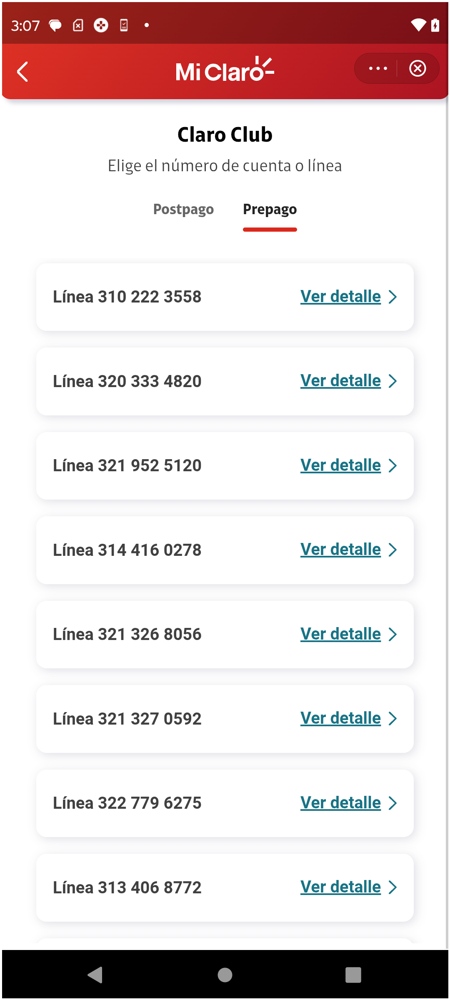 3:07
Mi Claro
Claro Club
Elige el número de cuenta o línea
Postpago Prepago
Línea 310 222 3558 Ver detalle
Línea 320 333 4820 Ver detalle
Línea 321 952 5120 Ver detalle
Línea 314 416 0278 Ver detalle
Línea 321 326 8056 Ver detalle
Línea 321 327 0592 Ver detalle
Línea 322 779 6275 Ver detalle
Línea 313 406 8772 Ver detalle